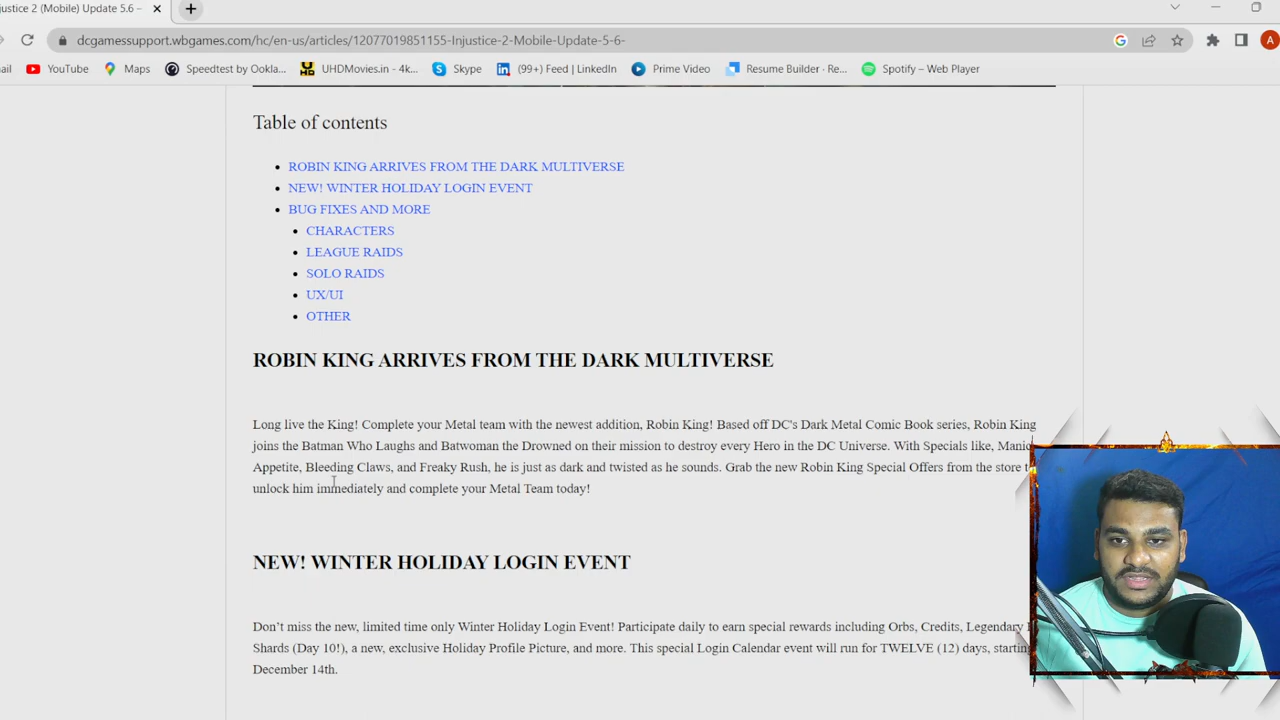 justice 2 (Mobile) Update 5.6 –
dcgamessupport.wbgames.com/hc/en-us/articles/12077019851155-Injustice-2-Mobile-Update-5-6-
A
ail
YouTube
Maps
Speedtest by Ookla...
UHDMovies.in - 4k...
Skype
(99+) Feed | LinkedIn
Prime Video
Resume Builder · Re...
Spotify – Web Player
Table of contents
ROBIN KING ARRIVES FROM THE DARK MULTIVERSE
NEW! WINTER HOLIDAY LOGIN EVENT
BUG FIXES AND MORE
CHARACTERS
LEAGUE RAIDS
SOLO RAIDS
UX/UI
OTHER
ROBIN KING ARRIVES FROM THE DARK MULTIVERSE
Long live the King! Complete your Metal team with the newest addition, Robin King! Based off DC's Dark Metal Comic Book series, Robin King
joins the Batman Who Laughs and Batwoman the Drowned on their mission to destroy every Hero in the DC Universe. With Specials like, Manic
Appetite, Bleeding Claws, and Freaky Rush, he is just as dark and twisted as he sounds. Grab the new Robin King Special Offers from the store
unlock him immediately and complete your Metal Team today!
NEW! WINTER HOLIDAY LOGIN EVENT
Don't miss the new, limited time only Winter Holiday Login Event! Participate daily to earn special rewards including Orbs, Credits, Legendary
Shards (Day 10!), a new, exclusive Holiday Profile Picture, and more. This special Login Calendar event will run for TWELVE (12) days, starting
December 14th.